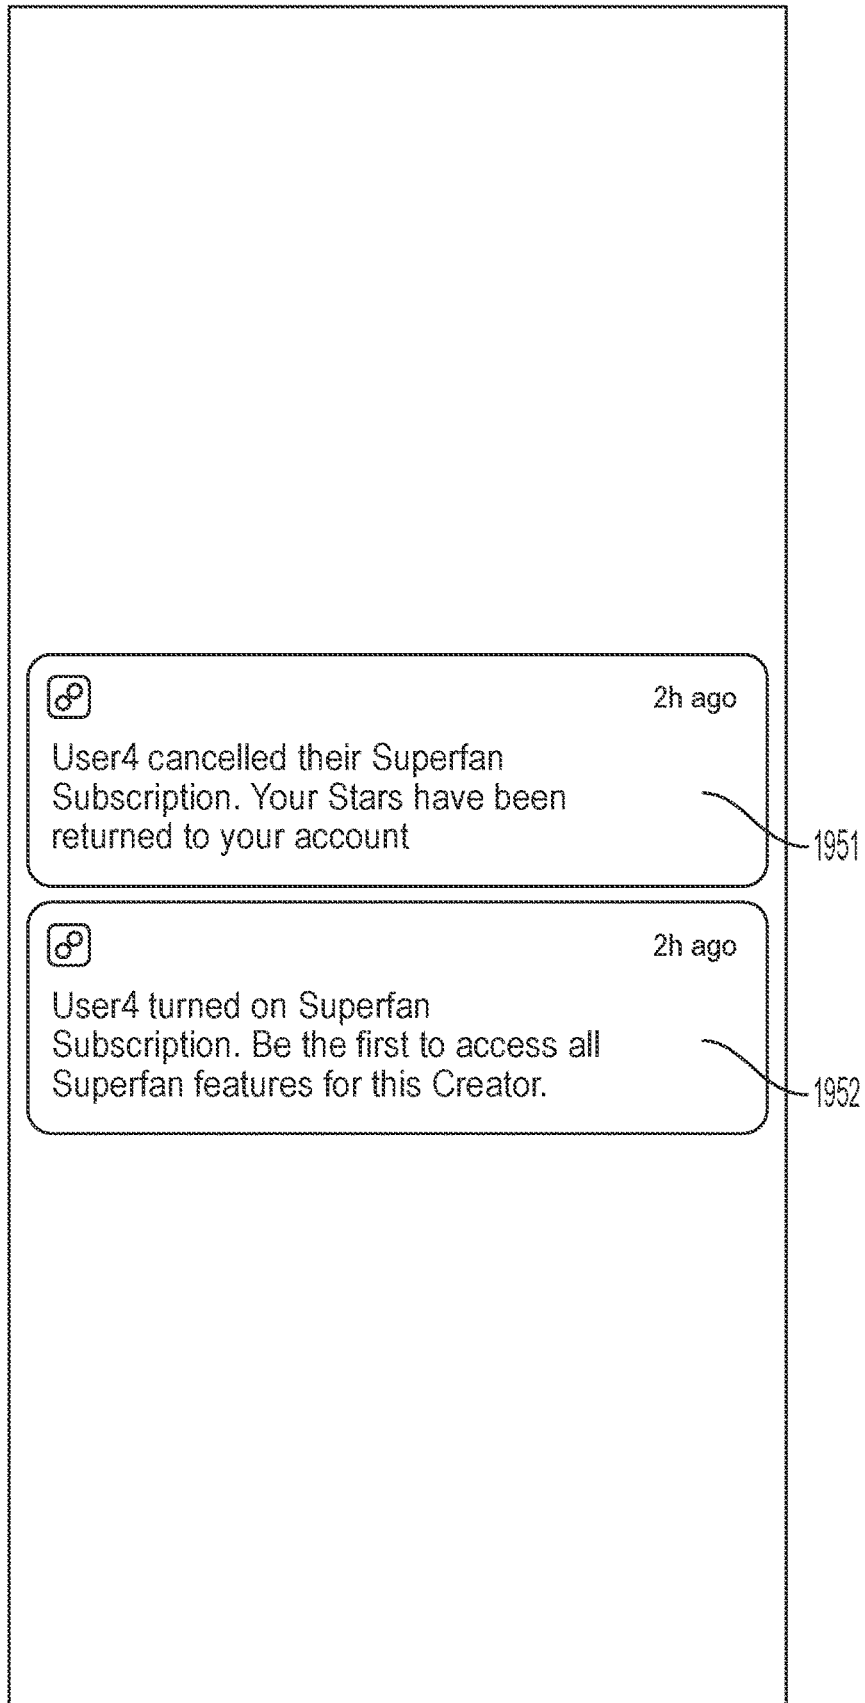 2h ago
User4 cancelled their Superfan
Subscription. Your Stars have been
returned to your account
1951
2h ago
User4 turned on Superfan
Subscription. Be the first to access all
Superfan features for this Creator.
1952